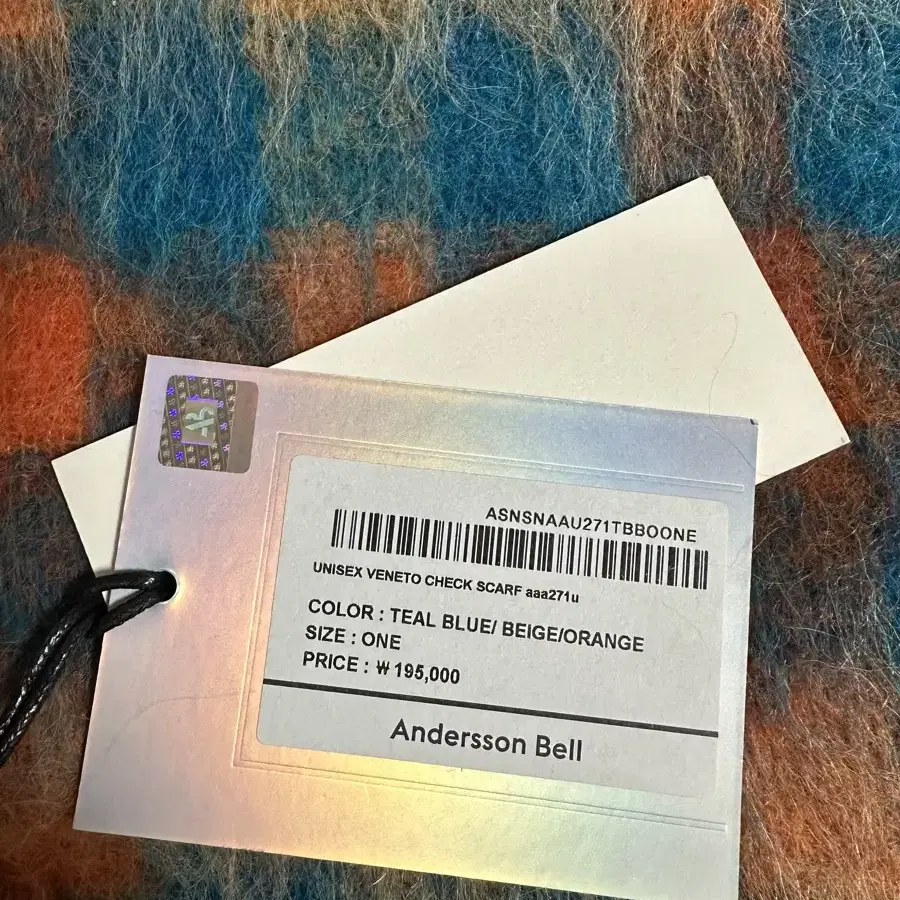 ASNSNAAU271TBBOONE
UNISEX VENETO CHECK SCARF aaa271u
COLOR : TEAL BLUE/ BEIGE/ORANGE
SIZE : ONE
PRICE : ₩ 195,000
Andersson Bell